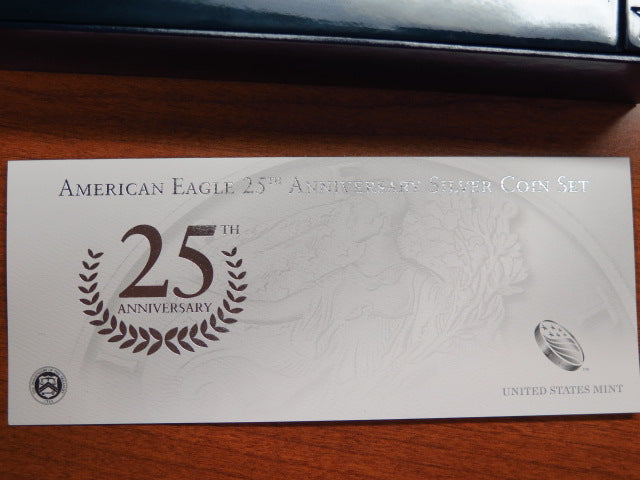 AMERICAN EAGLE 25TH ANNIVERSARY SILVER COIN SET
25TH
ANNIVERSARY
UNITED STATES MINT